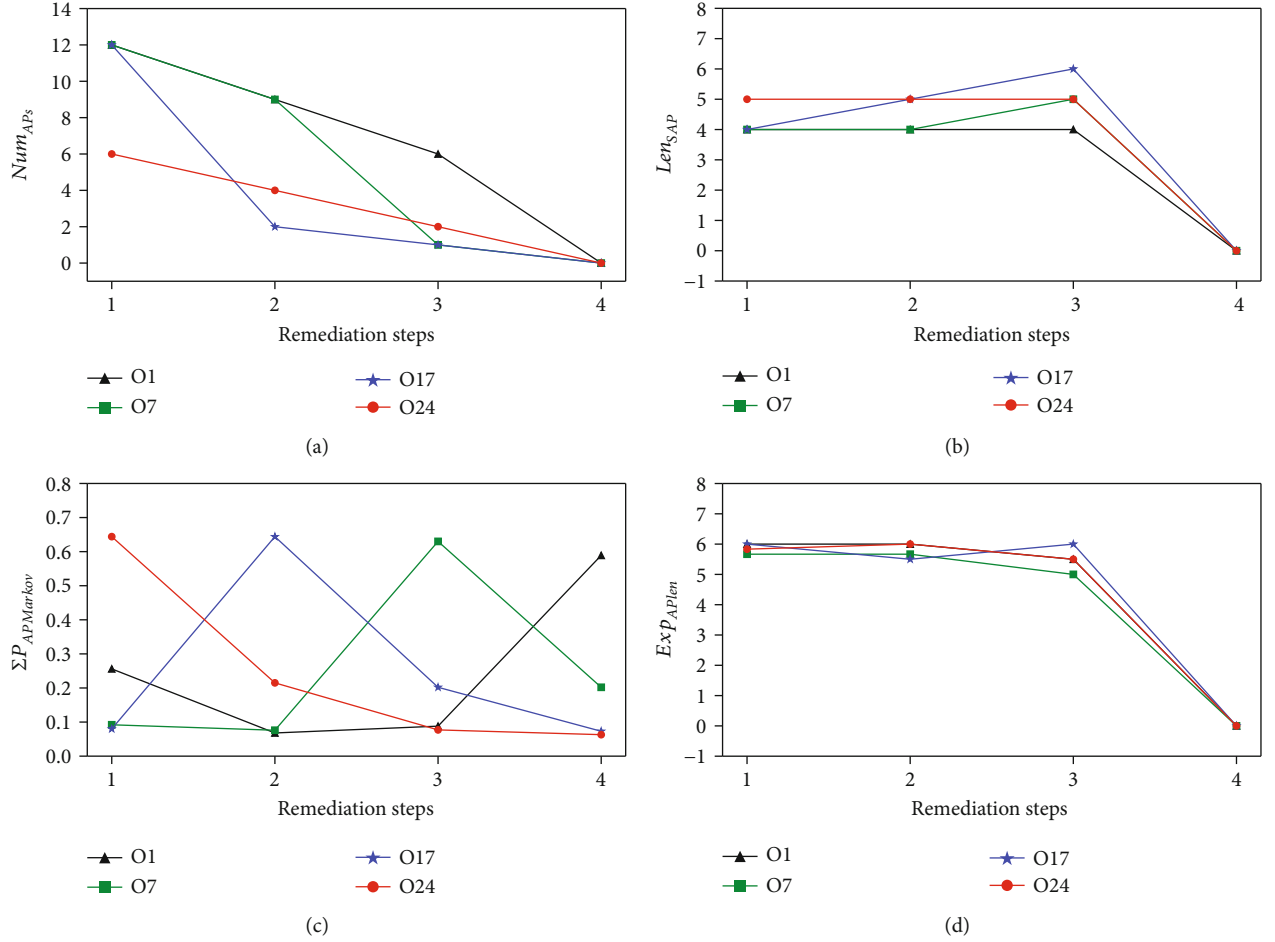 14
12
10
8
6
4
2
0
Num_APs
1 2 3 4
Remediation steps
O1 O17
O7 O24
(a)
8
7
6
5
4
3
2
1
0
−1
Len_SAP
1 2 3 4
Remediation steps
O1 O17
O7 O24
(b)
0.8
0.7
0.6
0.5
0.4
0.3
0.2
0.1
0.0
ΣP_APMarkov
1 2 3 4
Remediation steps
O1 O17
O7 O24
(c)
8
7
6
5
4
3
2
1
0
−1
Exp_APlen
1 2 3 4
Remediation steps
O1 O17
O7 O24
(d)